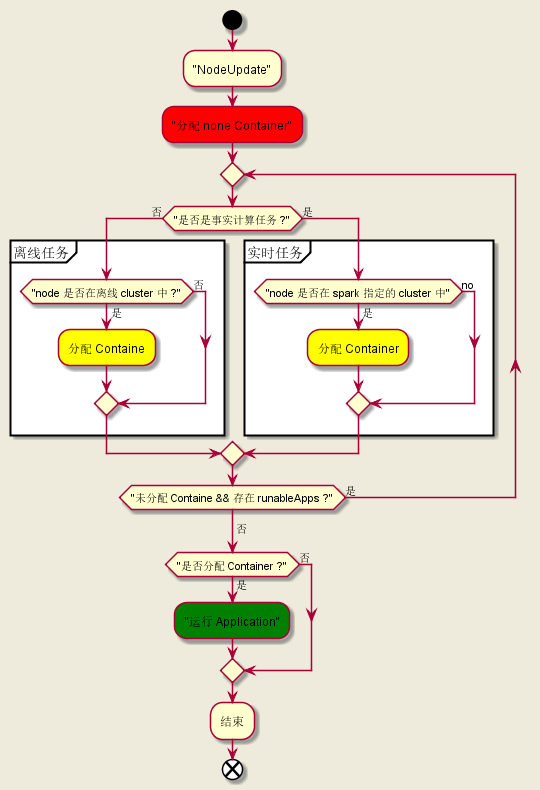 "NodeUpdate"
"分配 none Container"
"是否是事实计算任务 ?"
否
是
离线任务
实时任务
"node 是否在离线 cluster 中 ?"
否
"node 是否在 spark 指定的 cluster 中"
no
是
是
分配 Containe
分配 Container
"未分配 Containe && 存在 runableApps ?"
是
否
"是否分配 Container ?"
否
是
"运行 Application"
结束